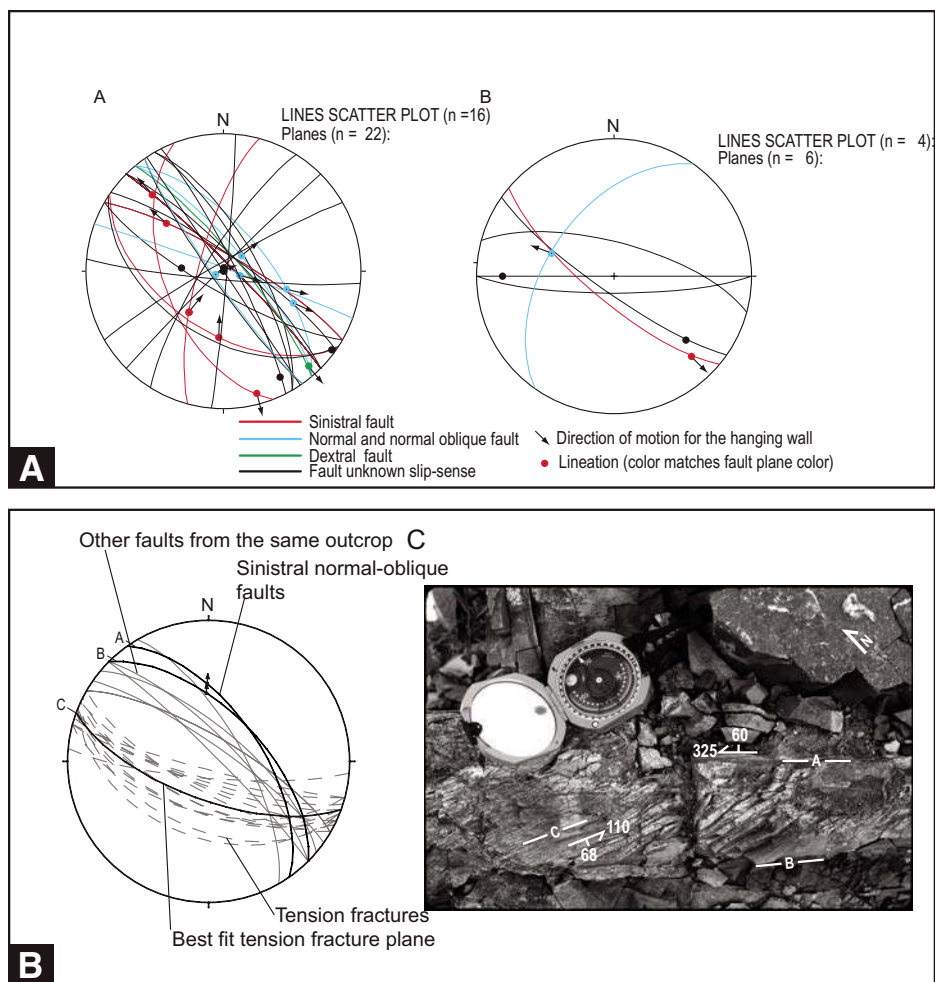 A
B
LINES SCATTER PLOT (n =16)
Planes (n = 22):
N
LINES SCATTER PLOT (n = 4):
Planes (n = 6):
N
Sinistral fault
Normal and normal oblique fault
Dextral fault
Fault unknown slip-sense
Direction of motion for the hanging wall
Lineation (color matches fault plane color)
A
Other faults from the same outcrop
C
Sinistral normal-oblique
faults
N
A
B
C
Tension fractures
Best fit tension fracture plane
N
60
325
A
C
110
68
B
B